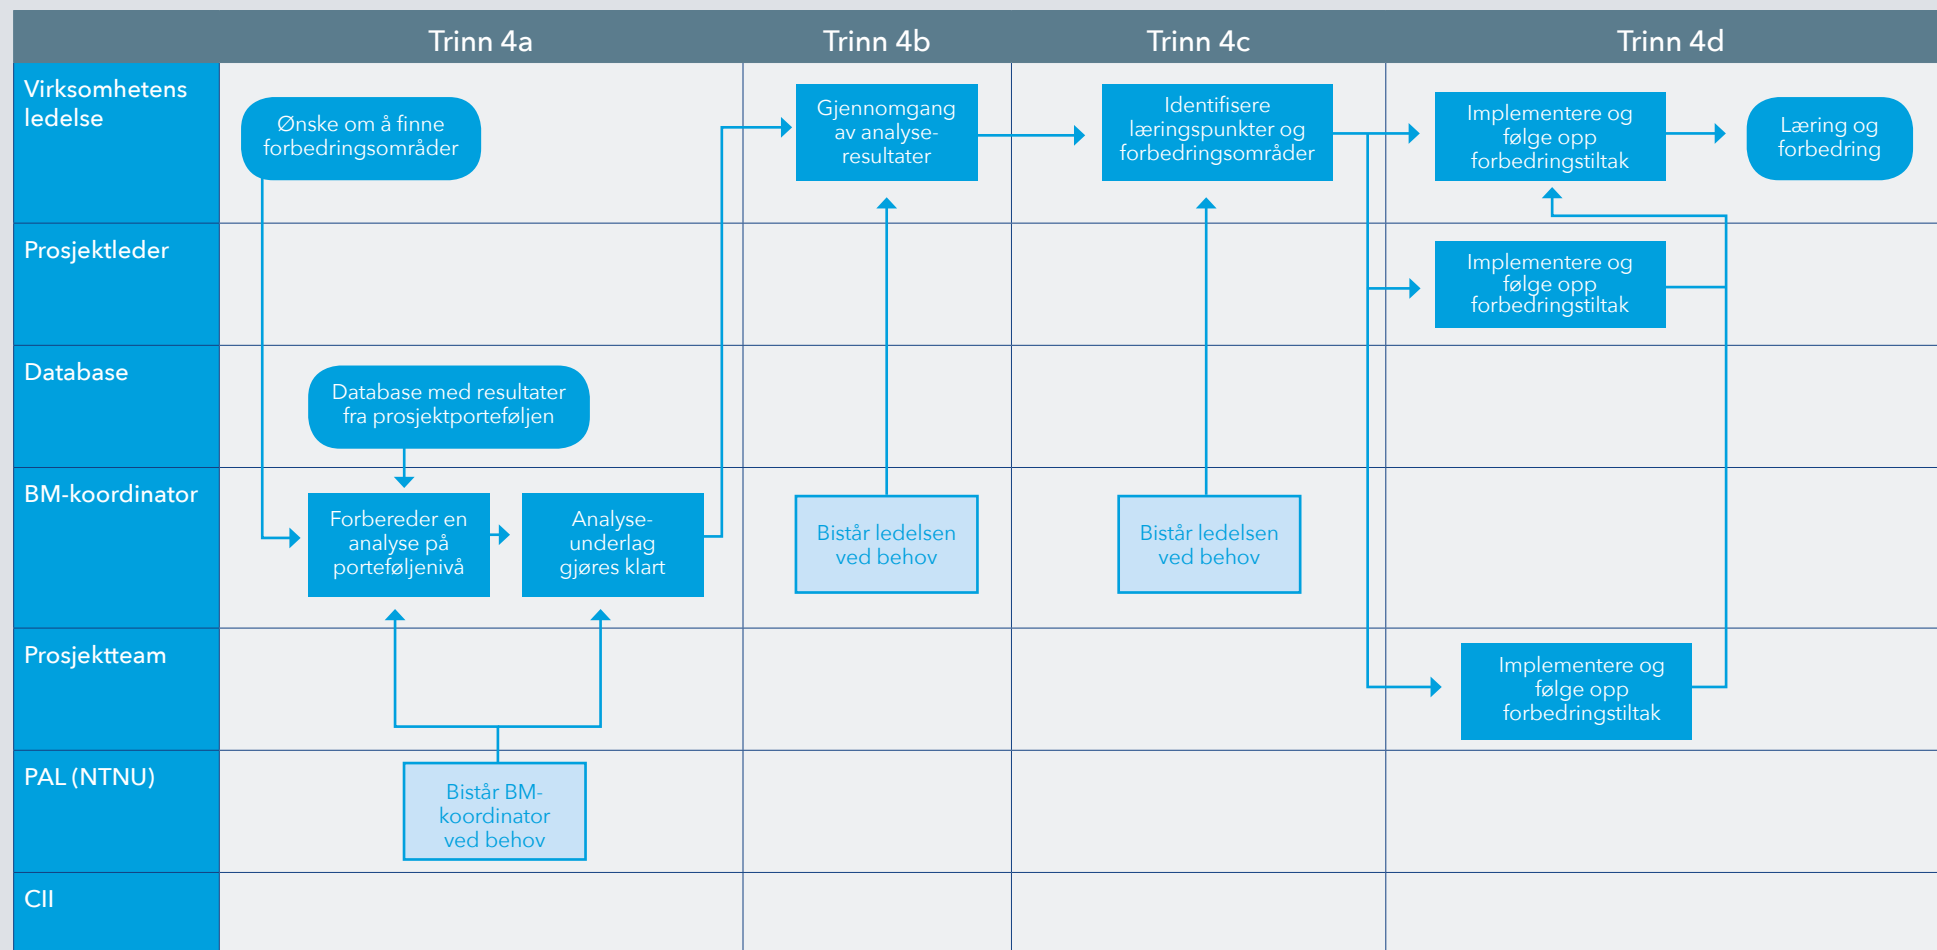 Trinn 4a
Trinn 4b
Trinn 4c
Trinn 4d
Virksomhetens
ledelse
Ønske om å finne
forbedringsområder
Gjennomgang
av analyse-
resultater
Identifisere
læringspunkter og
forbedringsområder
Implementere og
følge opp
forbedringstiltak
Læring og
forbedring
Prosjektleder
Implementere og
følge opp
forbedringstiltak
Database
Database med resultater
fra prosjektporteføljen
BM-koordinator
Forbereder en
analyse på
porteføljenivå
Analyse-
underlag
gjøres klart
Bistår ledelsen
ved behov
Bistår ledelsen
ved behov
Prosjektteam
Implementere og
følge opp
forbedringstiltak
PAL (NTNU)
Bistår BM-
koordinator
ved behov
CII